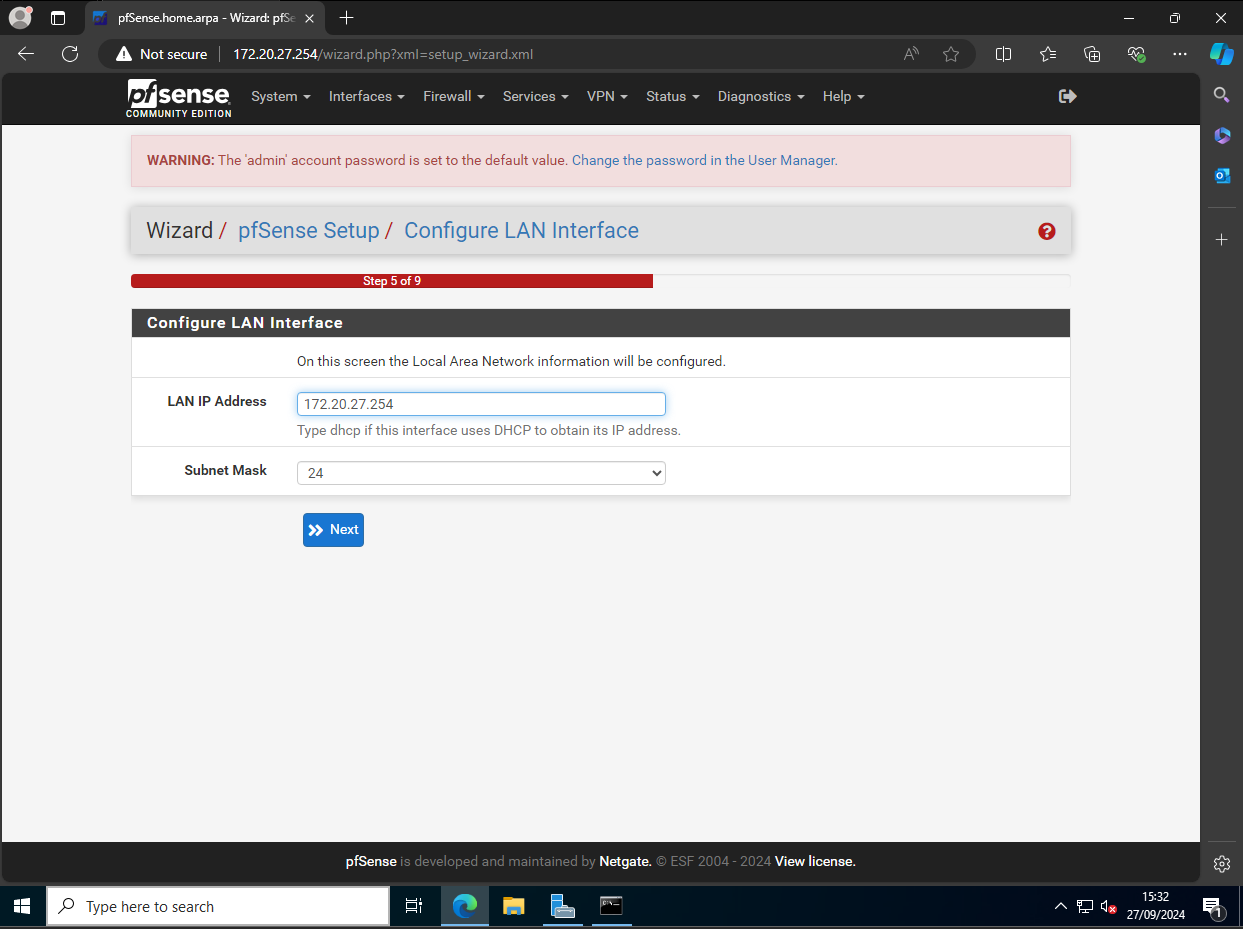 pfSense.home.arpa - Wizard: pfSe
Not secure
172.20.27.254/wizard.php?xml=setup_wizard.xml
pfsense
COMMUNITY EDITION
System Interfaces Firewall Services VPN Status Diagnostics Help
WARNING: The 'admin' account password is set to the default value. Change the password in the User Manager.
Wizard / pfSense Setup / Configure LAN Interface
Step 5 of 9
Configure LAN Interface
On this screen the Local Area Network information will be configured.
LAN IP Address
172.20.27.254
Type dhcp if this interface uses DHCP to obtain its IP address.
Subnet Mask
24
Next
pfSense is developed and maintained by Netgate. © ESF 2004 - 2024 View license.
Type here to search
15:32
27/09/2024
1